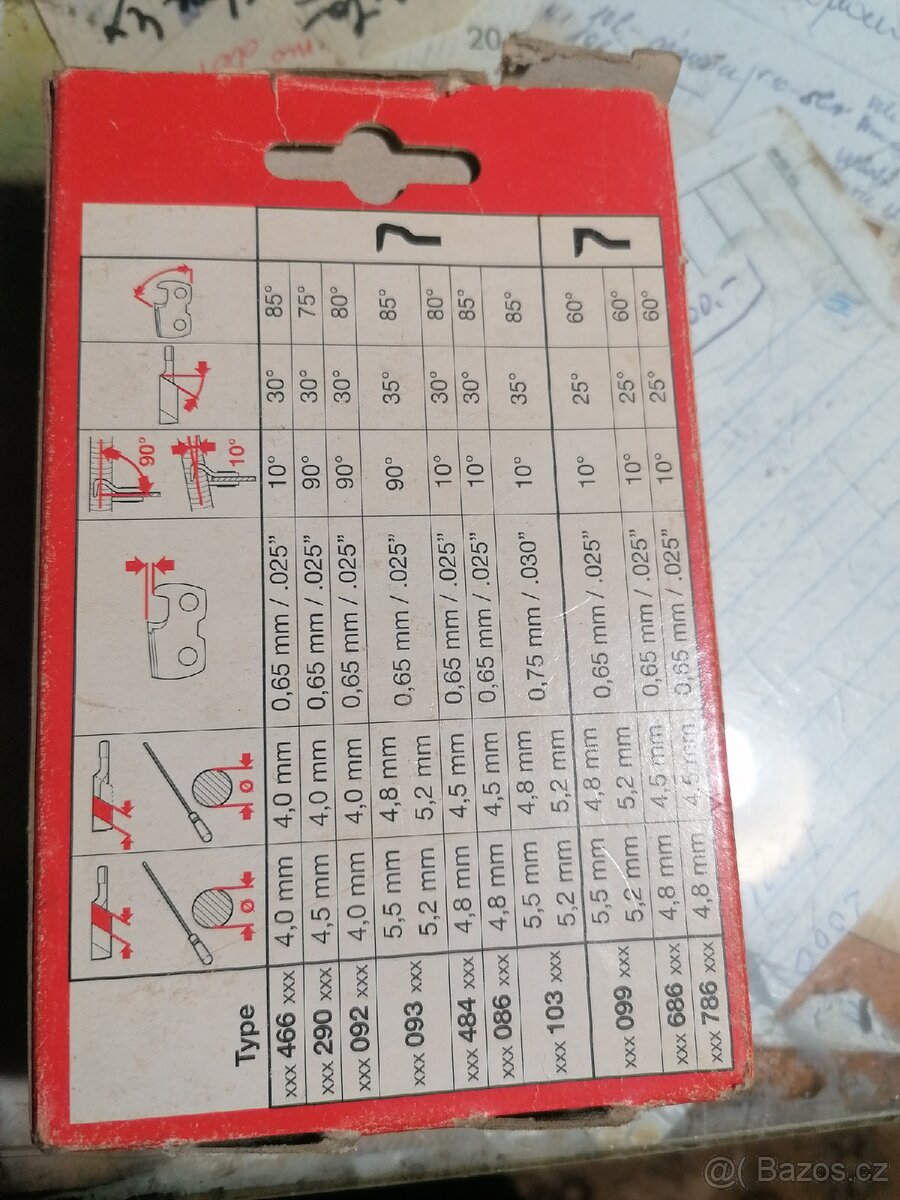 Type 90° 10°
xxx 466 xxx 4,0 mm 4,0 mm 0,65 mm / .025” 10° 30° 85°
xxx 290 xxx 4,5 mm 4,0 mm 0,65 mm / .025” 90° 30° 75°
xxx 092 xxx 4,0 mm 4,0 mm 0,65 mm / .025” 90° 30° 80°
xxx 093 xxx 5,5 mm 4,8 mm 0,65 mm / .025” 90° 35° 85°
5,2 mm 5,2 mm
xxx 484 xxx 4,8 mm 4,5 mm 0,65 mm / .025” 10° 30° 80°
xxx 086 xxx 4,8 mm 4,5 mm 0,65 mm / .025” 10° 30° 85°
xxx 103 xxx 5,5 mm 4,8 mm 0,75 mm / .030” 10° 35° 85°
5,2 mm 5,2 mm
xxx 099 xxx 5,5 mm 4,8 mm 0,65 mm / .025” 10° 25° 60°
5,2 mm 5,2 mm
xxx 686 xxx 4,8 mm 4,5 mm 0,65 mm / .025” 10° 25° 60°
xxx 786 xxx 4,8 mm 4,5 mm 0,65 mm / .025” 10° 25° 60°
@( Bazos.cz